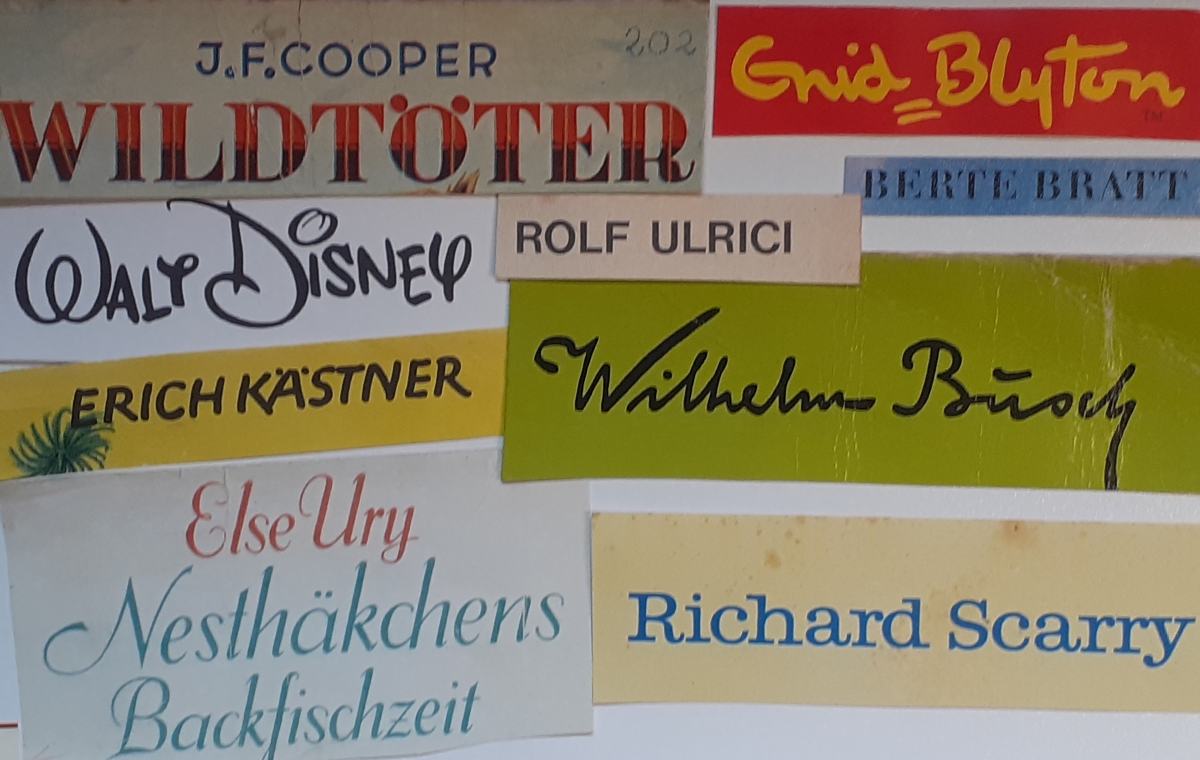 J.F.COOPER
202
WILDTÖTER
Enid Blyton
TM
BERTE BRATT
WALT DISNEY
ROLF ULRICI
ERICH KÄSTNER
Wilhelm Busch
Else Ury
Nesthäkchens
Backfischzeit
Richard Scarry